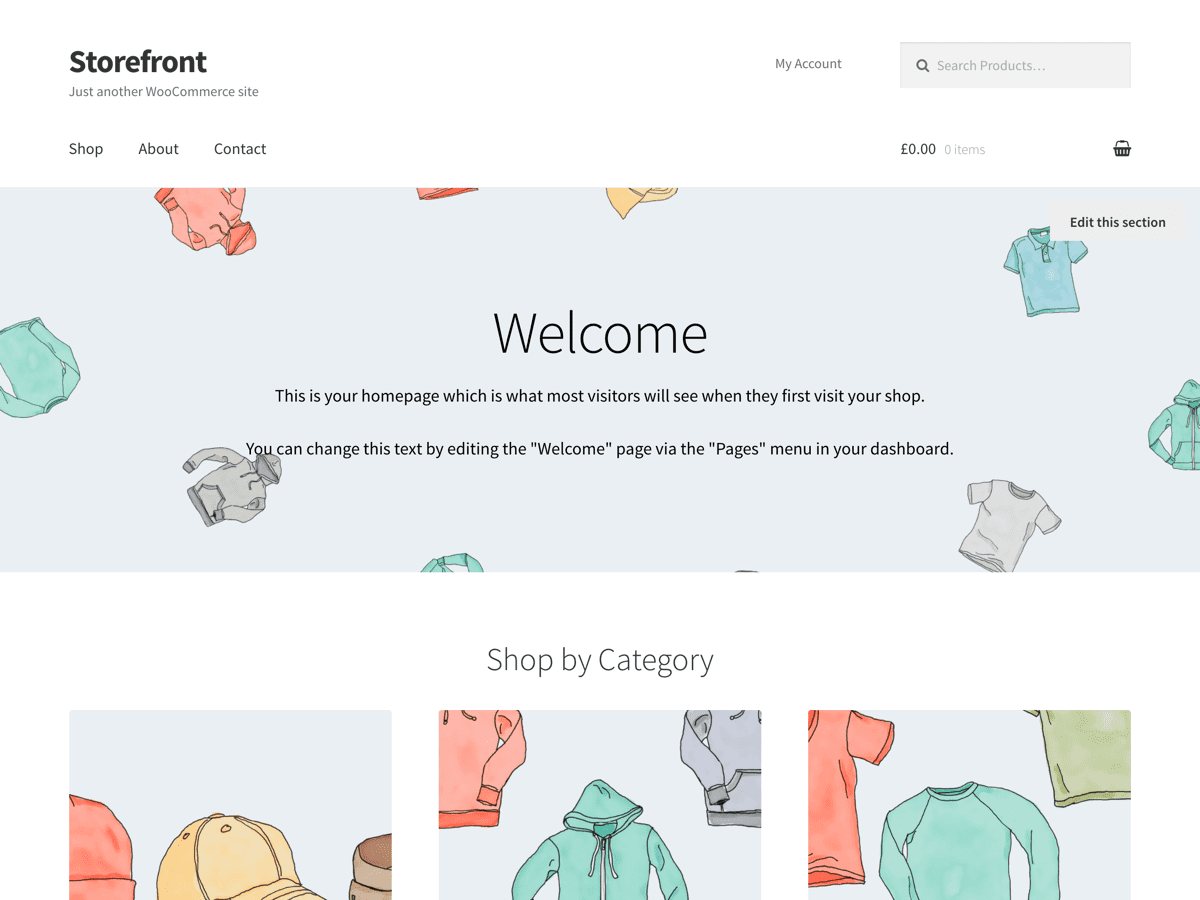 Storefront
Just another WooCommerce site
My Account
Search Products…
Shop
About
Contact
£0.00 0 items
Edit this section
Welcome
This is your homepage which is what most visitors will see when they first visit your shop.
You can change this text by editing the "Welcome" page via the "Pages" menu in your dashboard.
Shop by Category